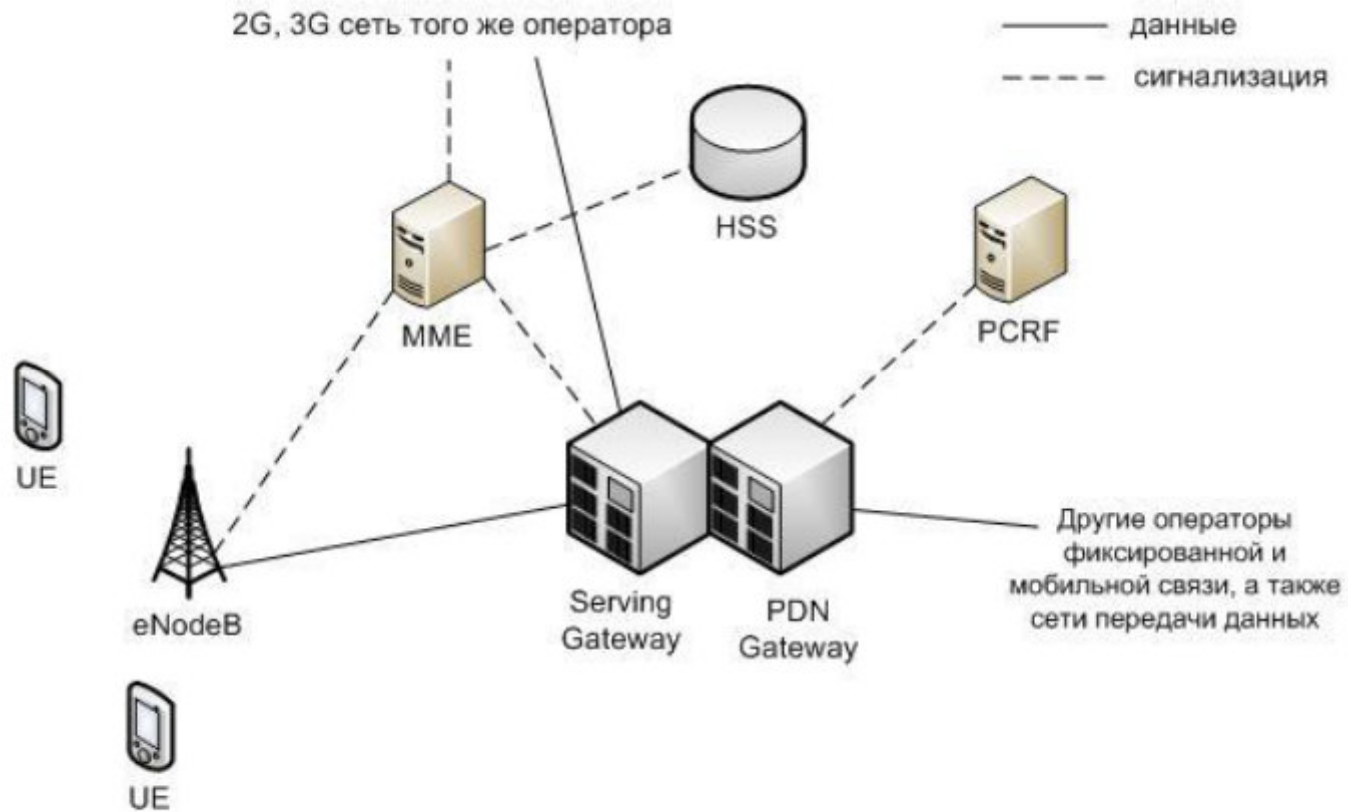 2G, 3G сеть того же оператора
данные
сигнализация
HSS
MME
PCRF
UE
eNodeB
Serving
Gateway
PDN
Gateway
Другие операторы
фиксированной и
мобильной связи, а также
сети передачи данных
UE